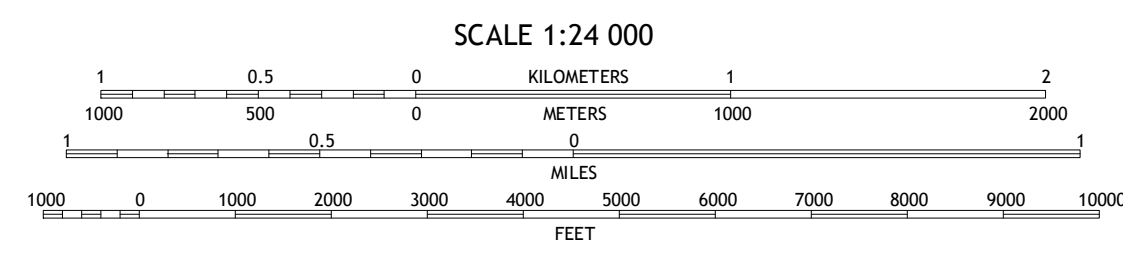 SCALE 1:24 000
1 0.5 0 KILOMETERS 1 2
1000 500 0 METERS 1000 2000
1 0.5 0 1
MILES
1000 0 1000 2000 3000 4000 5000 6000 7000 8000 9000 10000
FEET